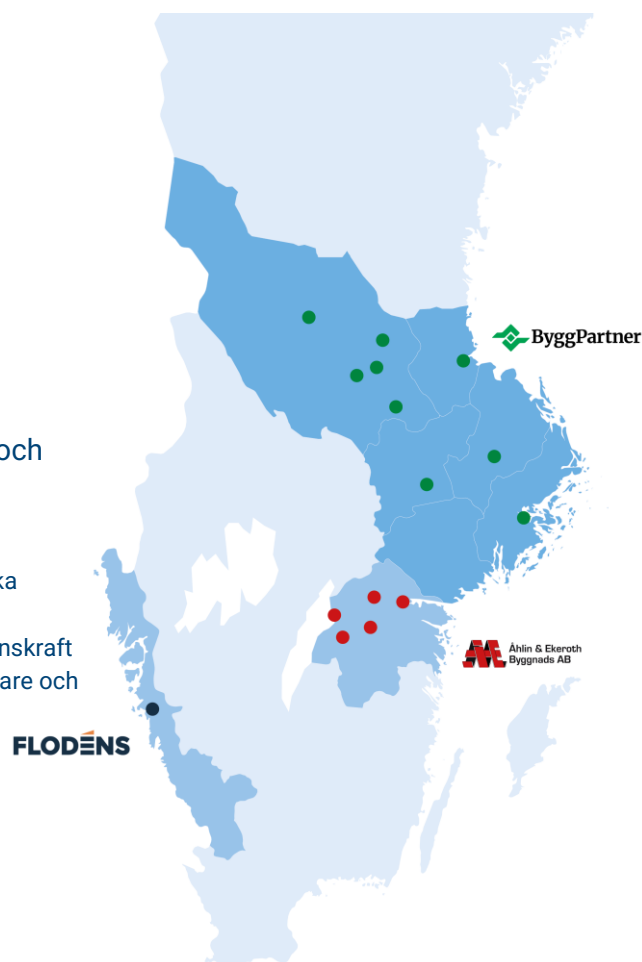 ByggPartner
och
ka
nskraft
are och
Åhlin & Ekeroth
Byggnads AB
FLODÉNS